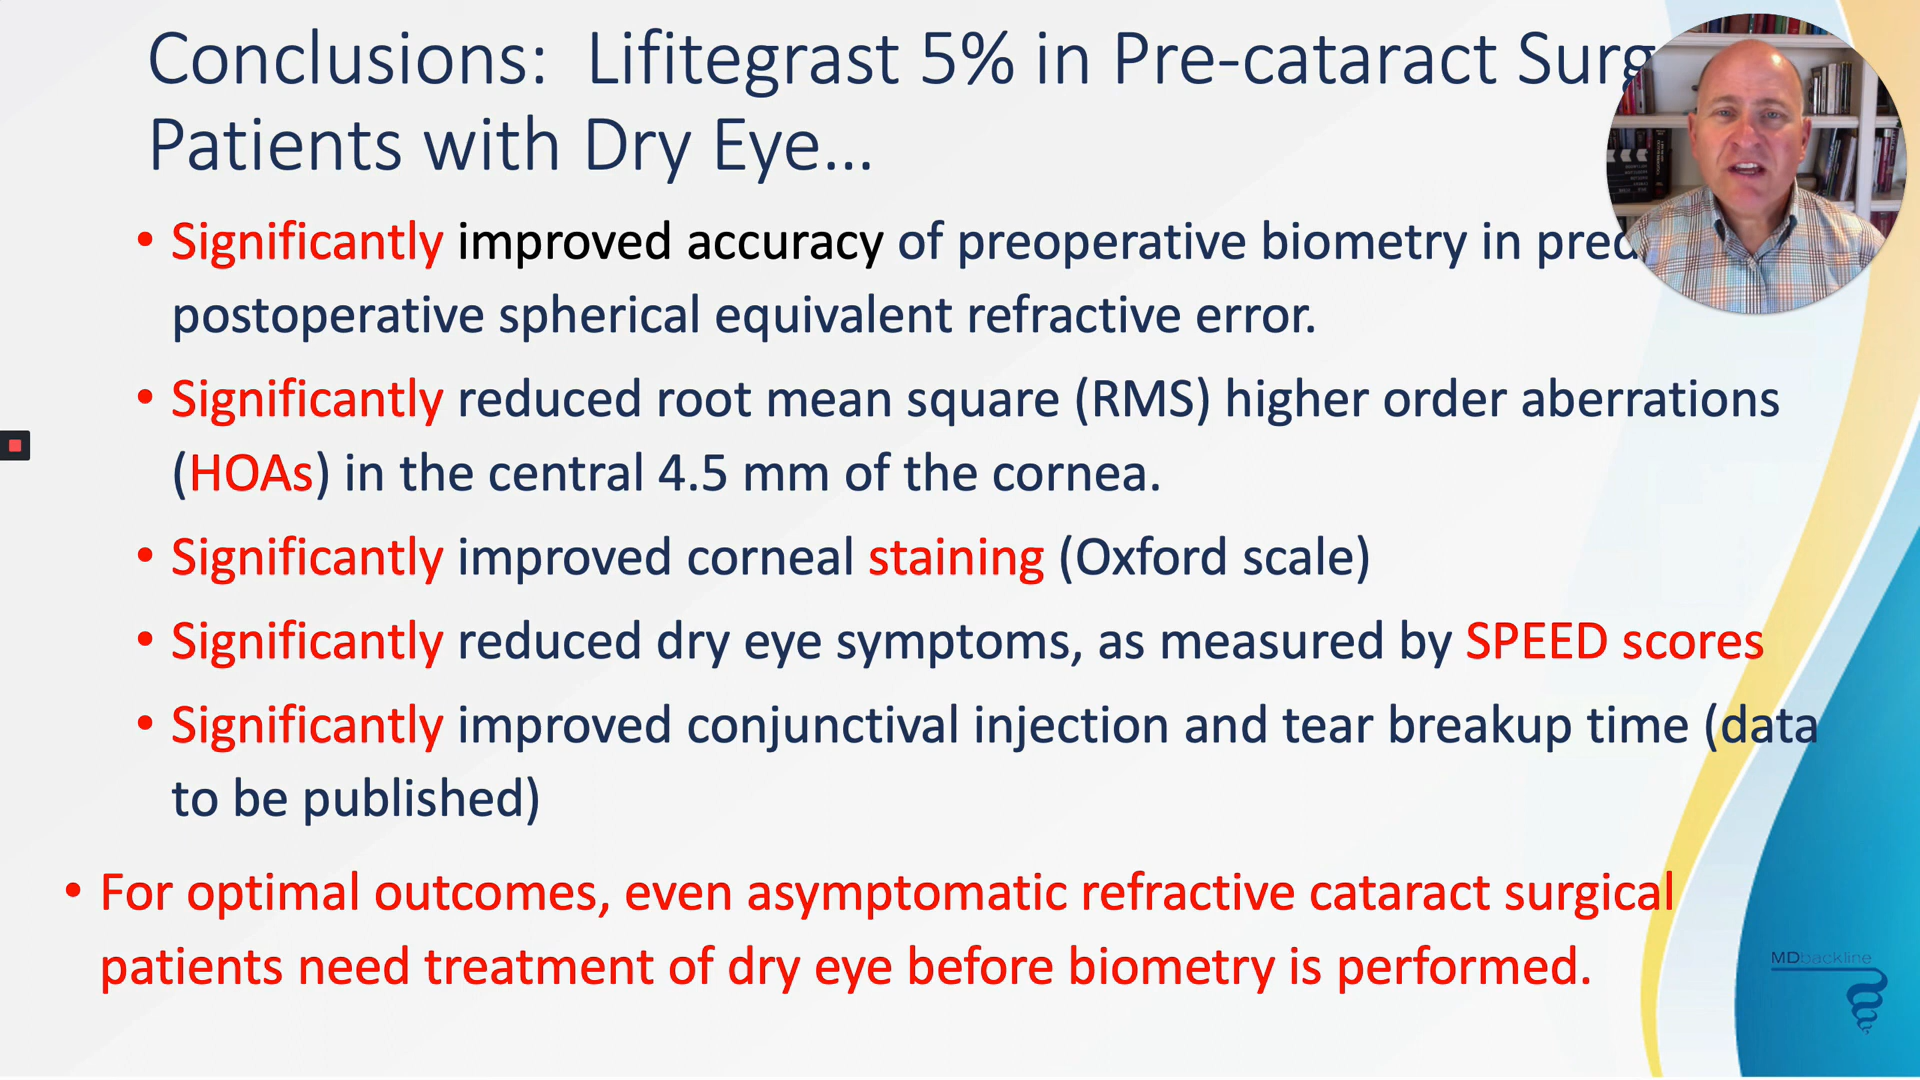 Conclusions: Lifitegrast 5% in Pre-cataract
Patients with Dry Eye...
• Significantly improved accuracy of preoperative biometry in
postoperative spherical equivalent refractive error.
• Significantly reduced root mean square (RMS) higher order aberrations
(HOAs) in the central 4.5 mm of the cornea.
• Significantly improved corneal staining (Oxford scale)
• Significantly reduced dry eye symptoms, as measured by SPEED scores
• Significantly improved conjunctival injection and tear breakup time (data
to be published)
• For optimal outcomes, even asymptomatic refractive cataract surgical
patients need treatment of dry eye before biometry is performed.
MDbackline